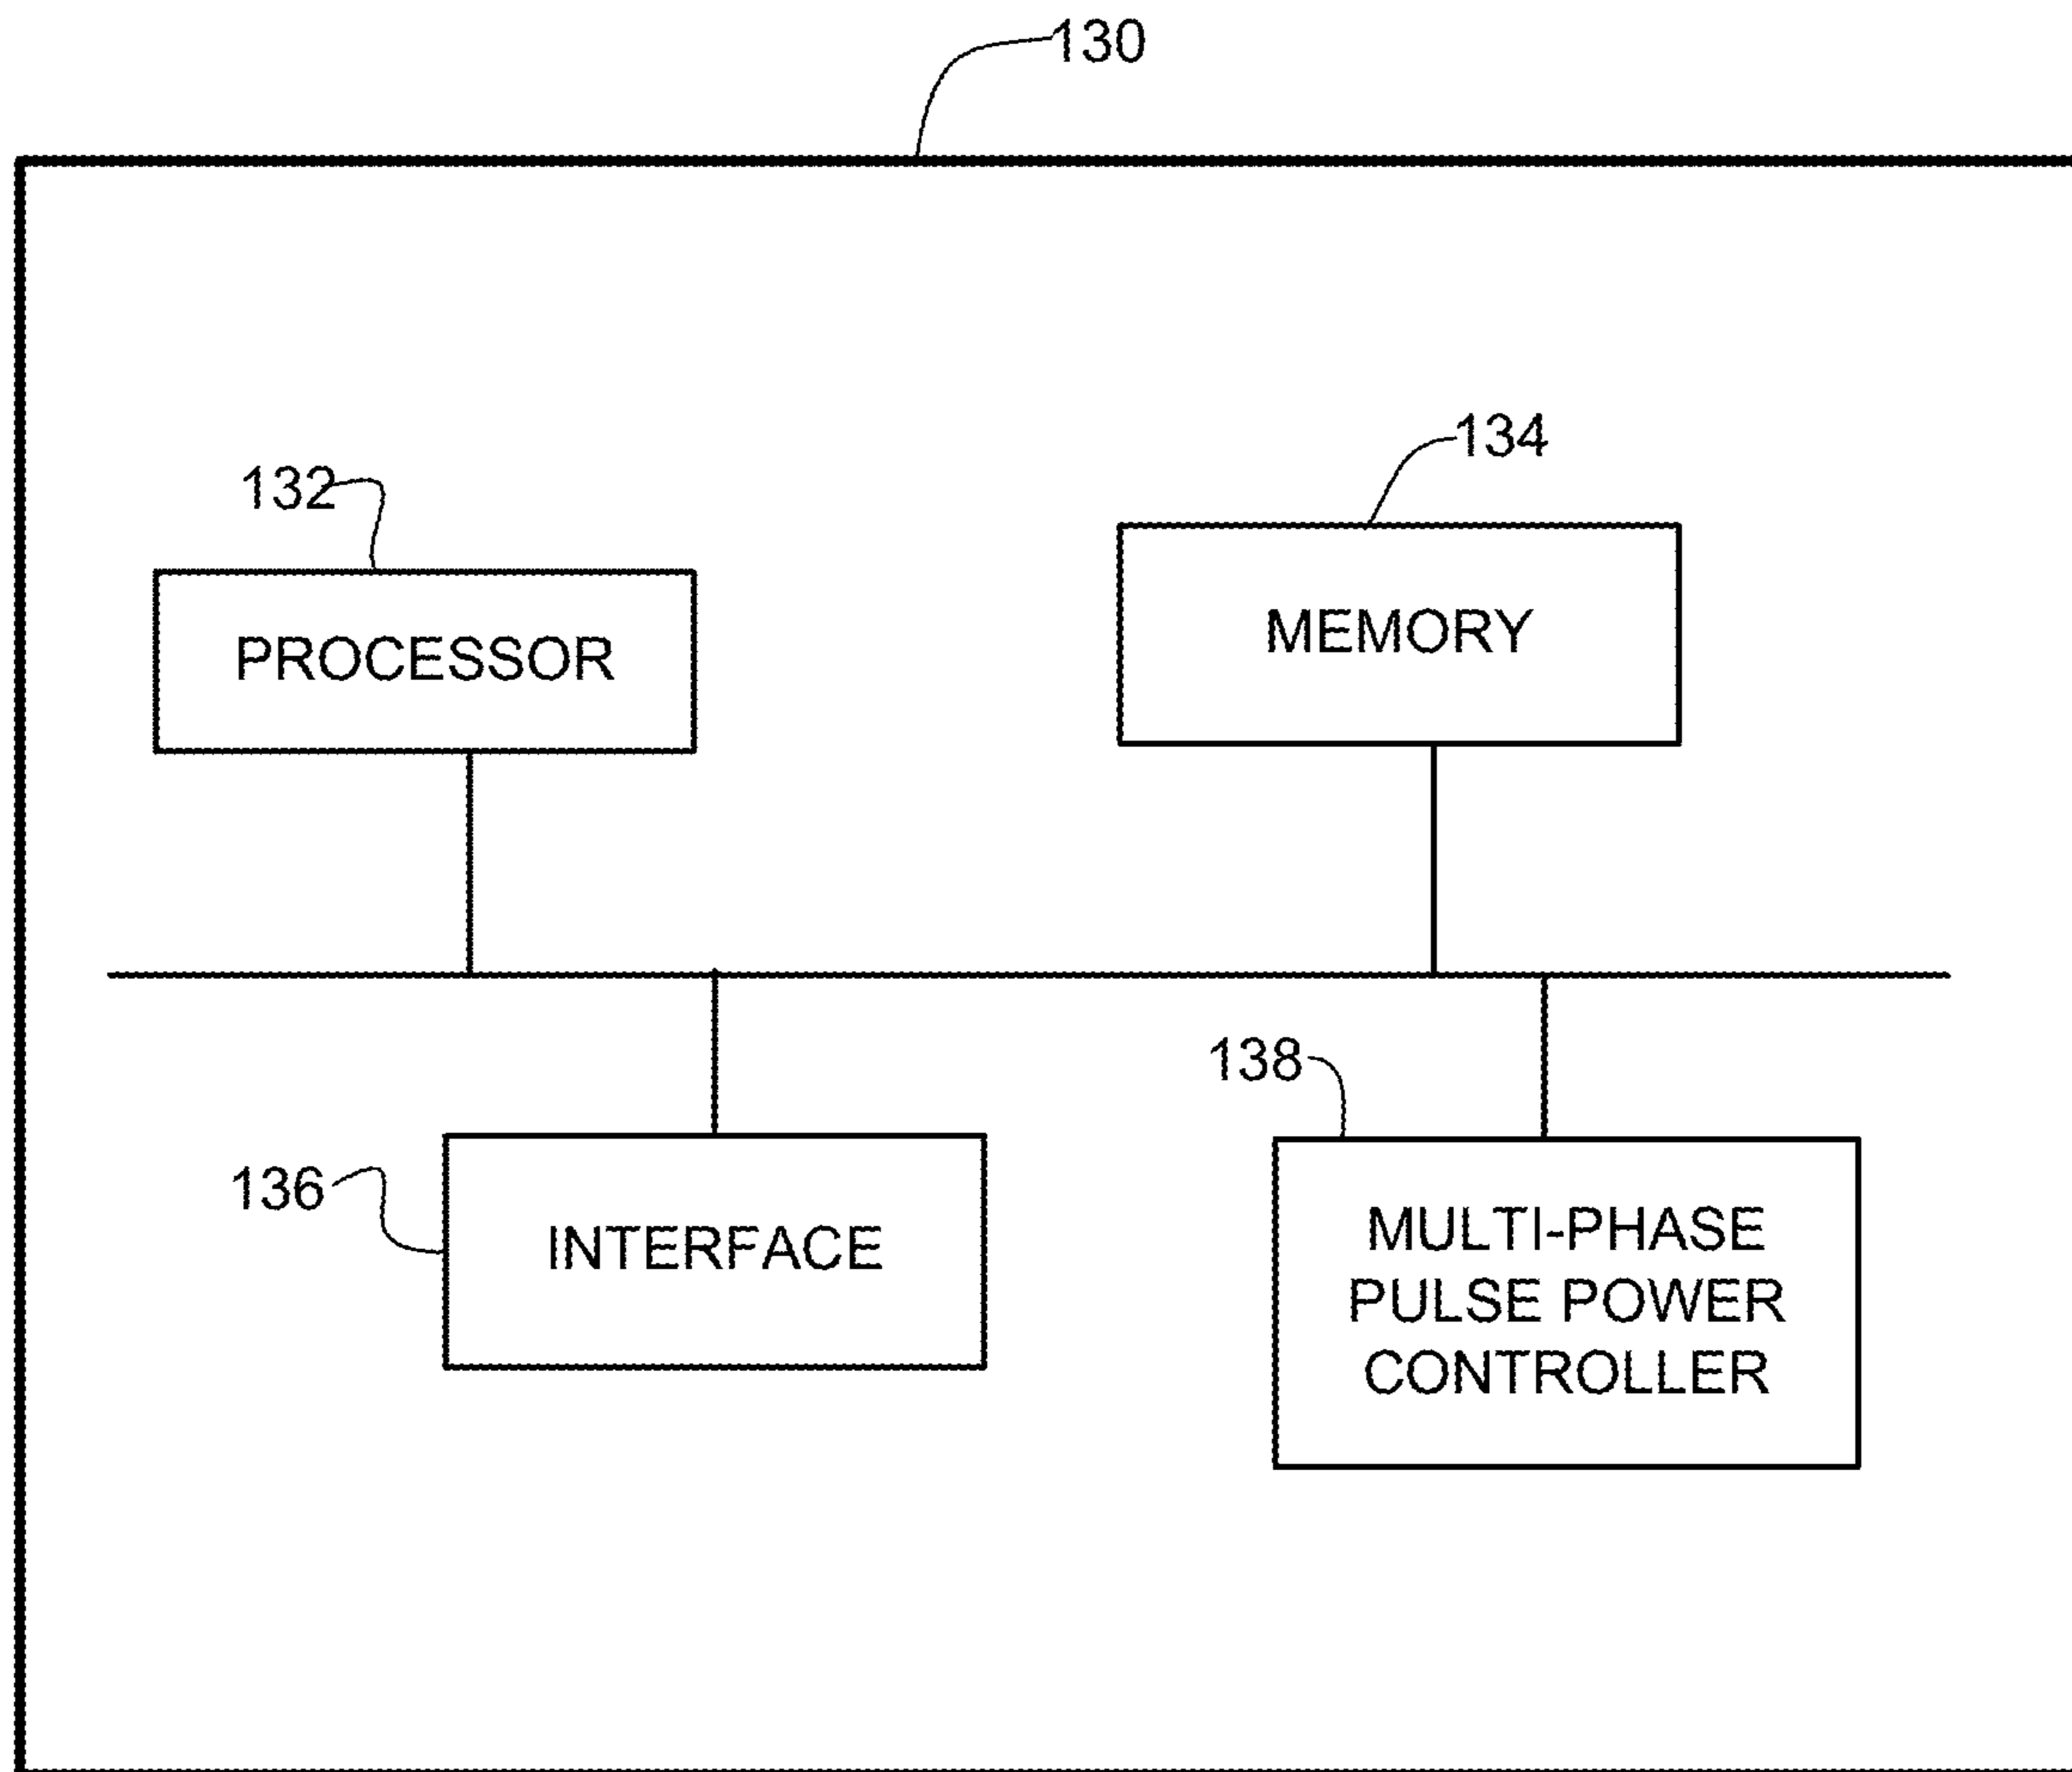 130
134
132
MEMORY
PROCESSOR
138
136
INTERFACE
MULTI-PHASE
PULSE POWER
CONTROLLER